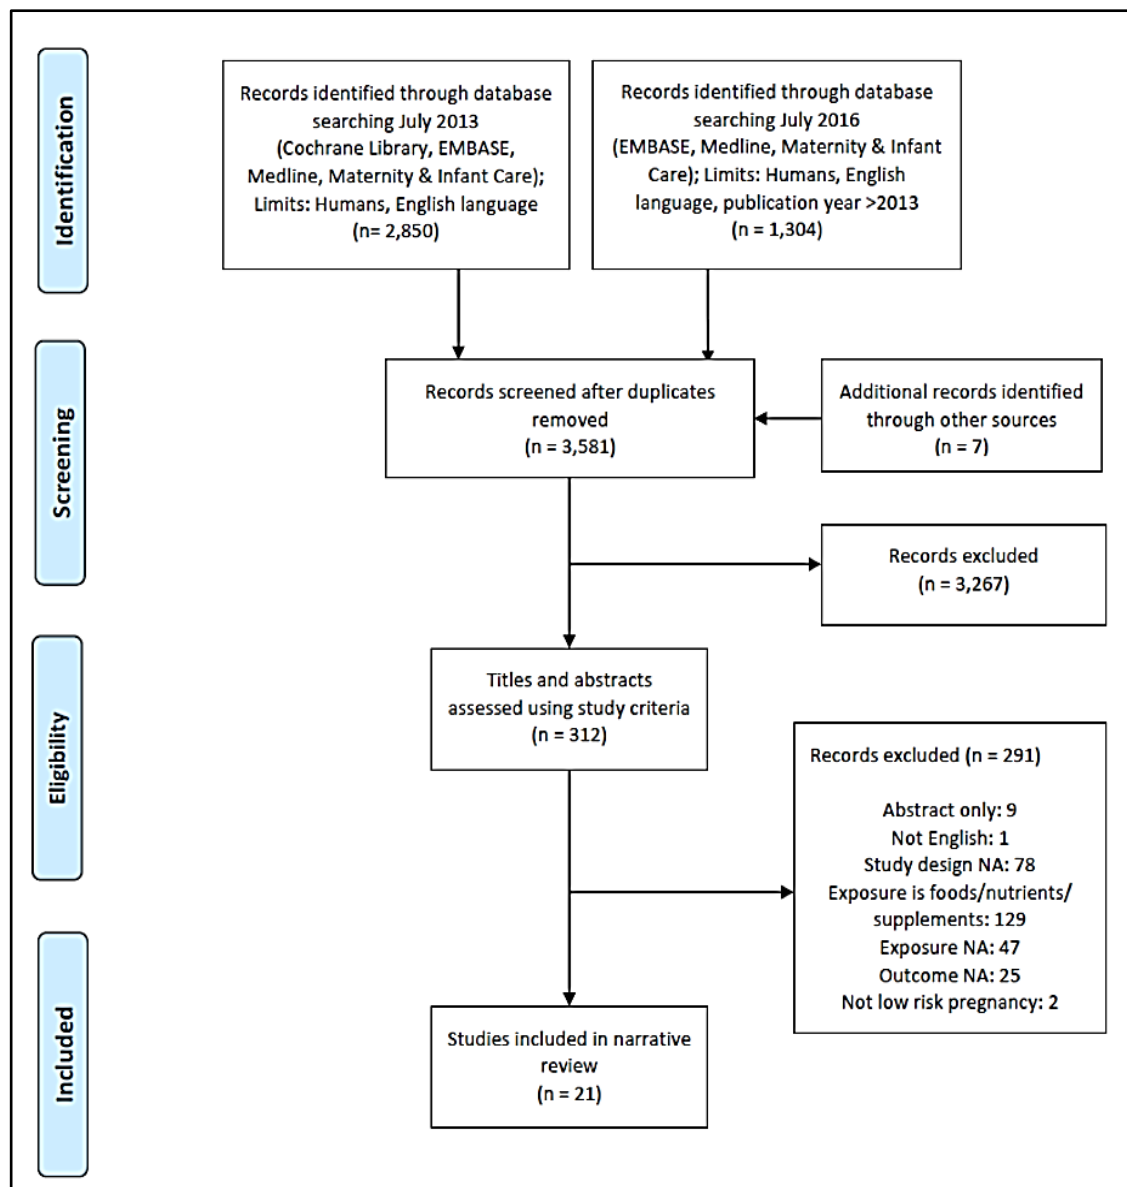 Identification
Records identified through database
searching July 2013
(Cochrane Library, EMBASE,
Medline, Maternity & Infant Care);
Limits: Humans, English language
(n= 2,850)
Records identified through database
searching July 2016
(EMBASE, Medline, Maternity & Infant
Care); Limits: Humans, English
language, publication year >2013
(n = 1,304)
Screening
Records screened after duplicates
removed
(n = 3,581)
Additional records identified
through other sources
(n = 7)
Records excluded
(n = 3,267)
Eligibility
Titles and abstracts
assessed using study criteria
(n = 312)
Records excluded (n = 291)
Abstract only: 9
Not English: 1
Study design NA: 78
Exposure is foods/nutrients/
supplements: 129
Exposure NA: 47
Outcome NA: 25
Not low risk pregnancy: 2
Included
Studies included in narrative
review
(n = 21)